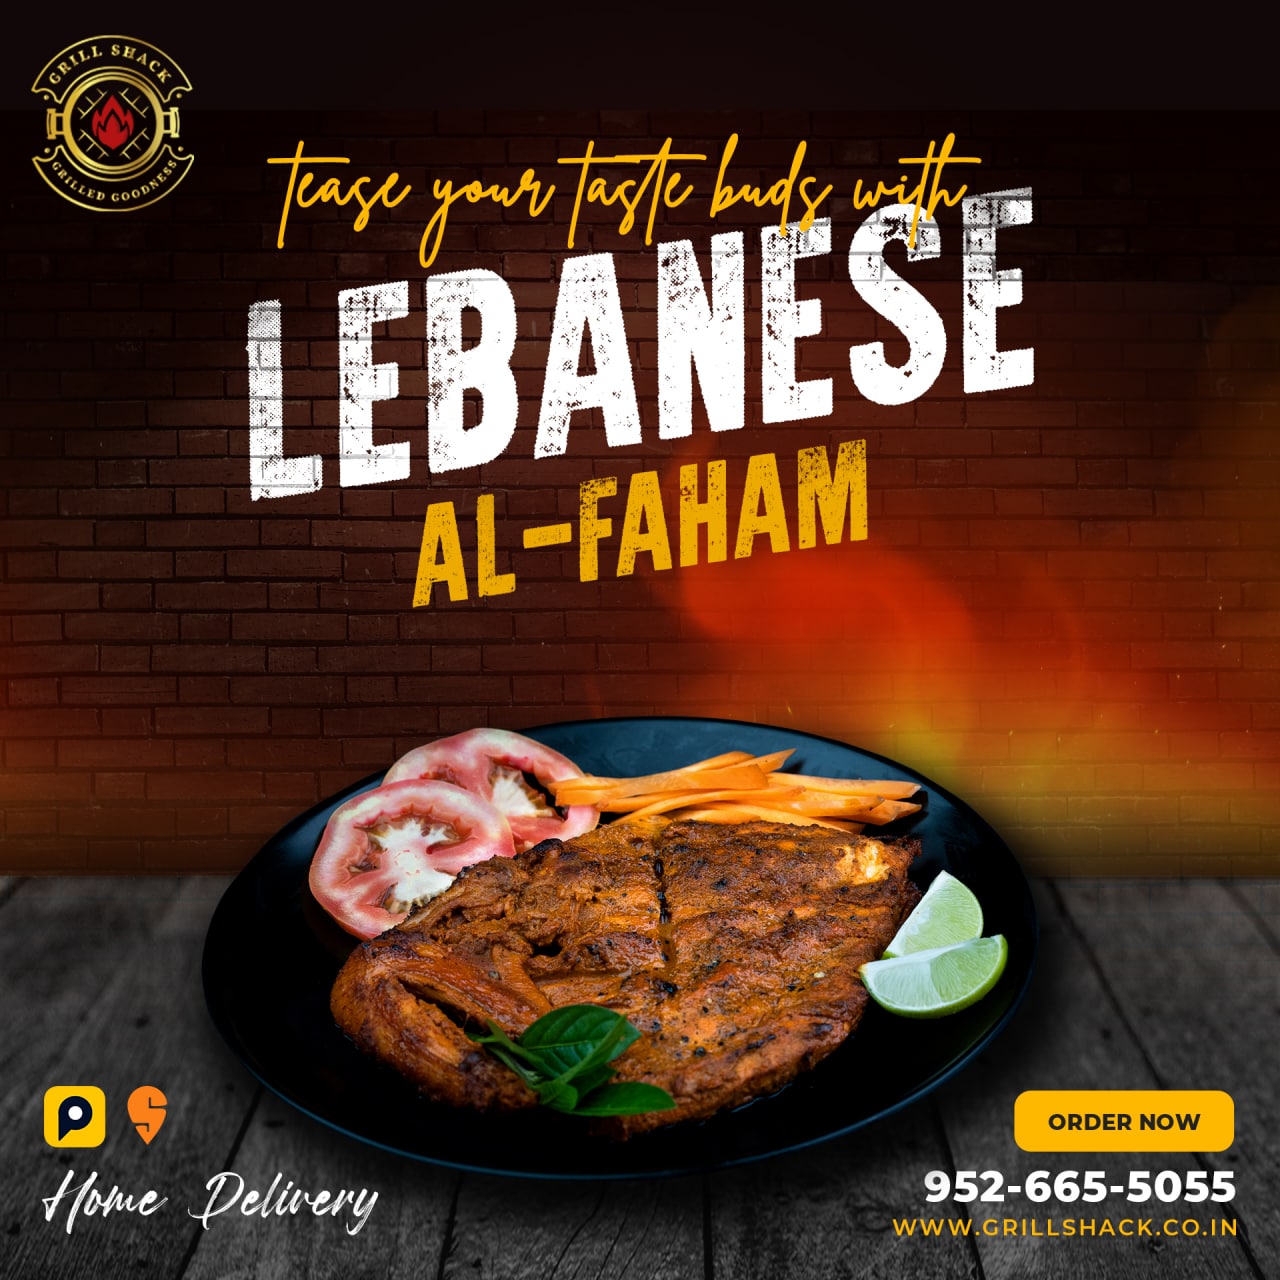 GRILL SHACK
GRILLED GOODNESS
tease your taste buds with
LEBANESE
AL-FAHAM
P
S
Home Delivery
ORDER NOW
952-665-5055
WWW.GRILLSHACK.CO.IN